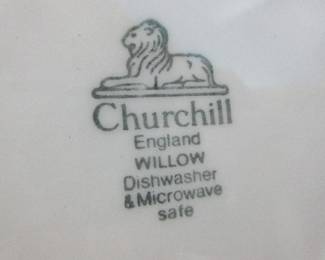 Churchill
England
WILLOW
Dishwasher
&Microwave
safe